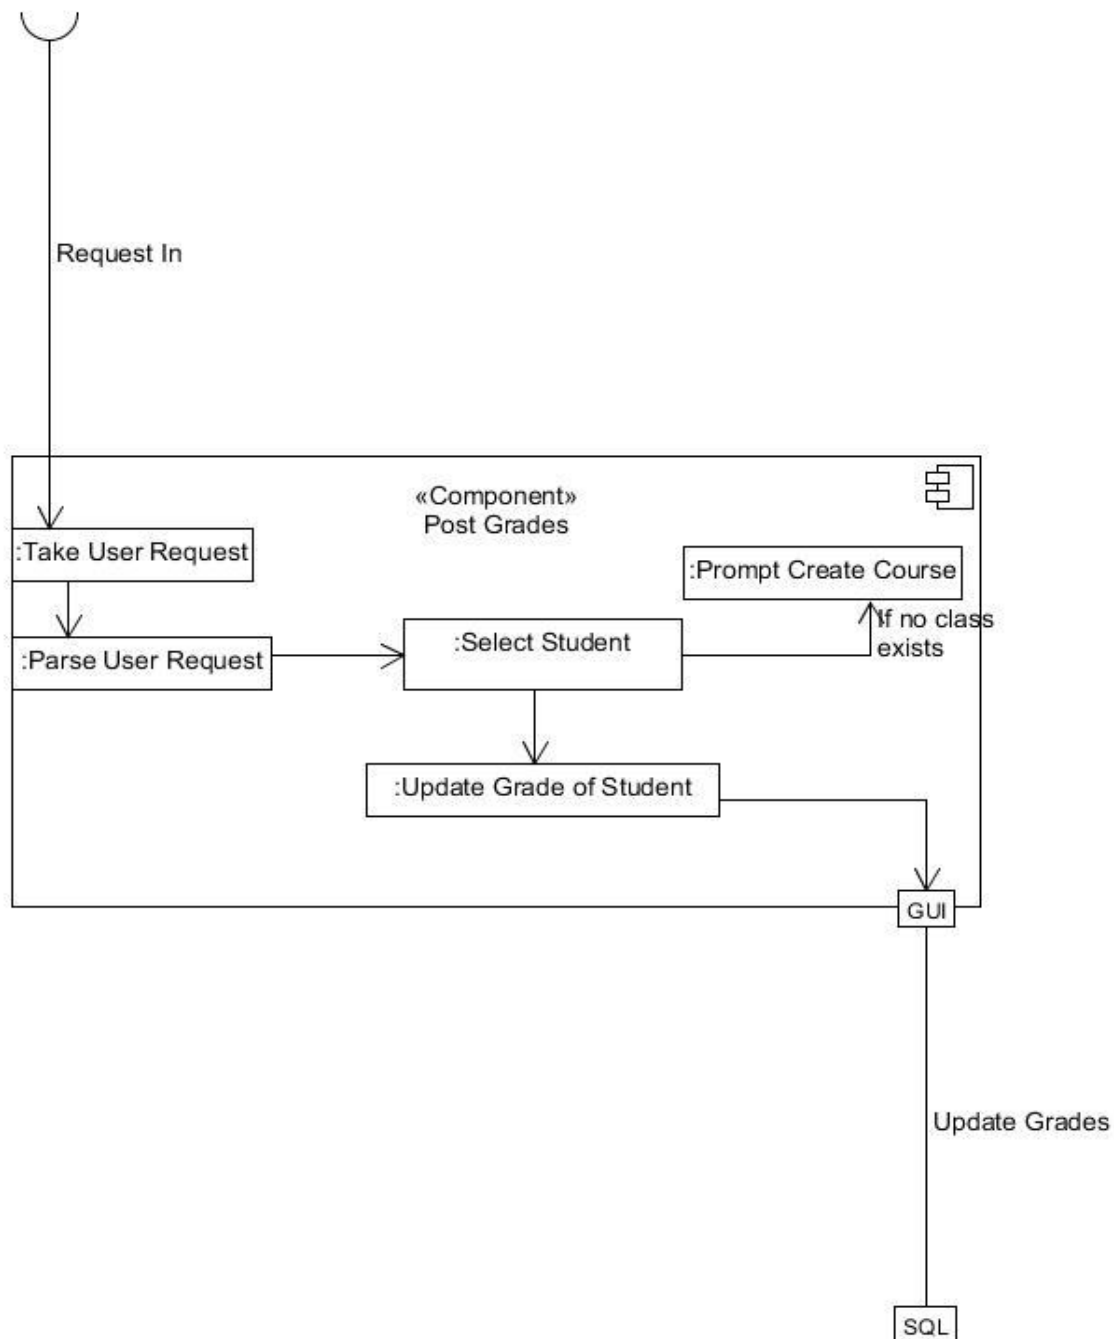 Request In
«Component»
Post Grades
:Take User Request
:Prompt Create Course
If no class
exists
:Parse User Request
:Select Student
:Update Grade of Student
GUI
Update Grades
SQL